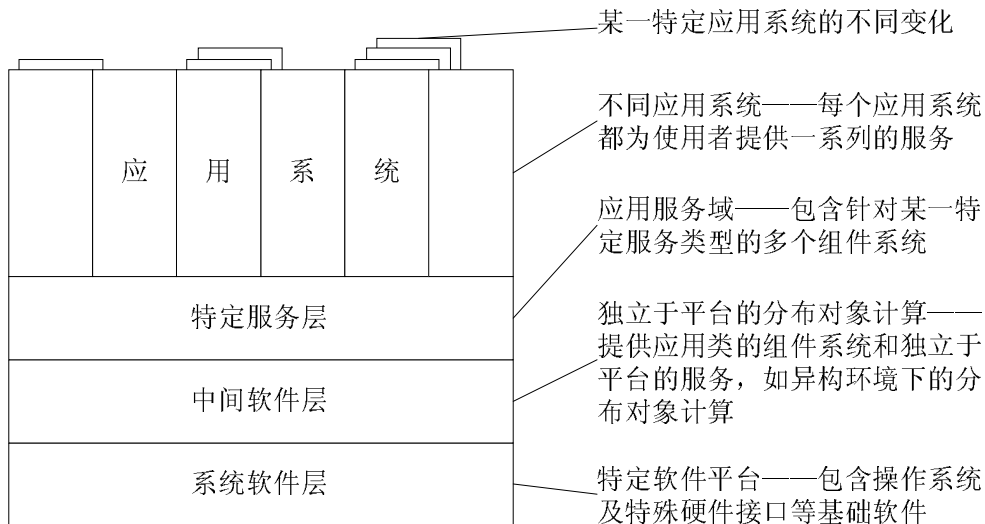 某一特定应用系统的不同变化
不同应用系统——每个应用系统
都为使用者提供一系列的服务
应 用 系 统
应用服务域——包含针对某一特
定服务类型的多个组件系统
特定服务层
独立于平台的分布对象计算——
提供应用类的组件系统和独立于
平台的服务，如异构环境下的分
布对象计算
中间软件层
系统软件层
特定软件平台——包含操作系统
及特殊硬件接口等基础软件